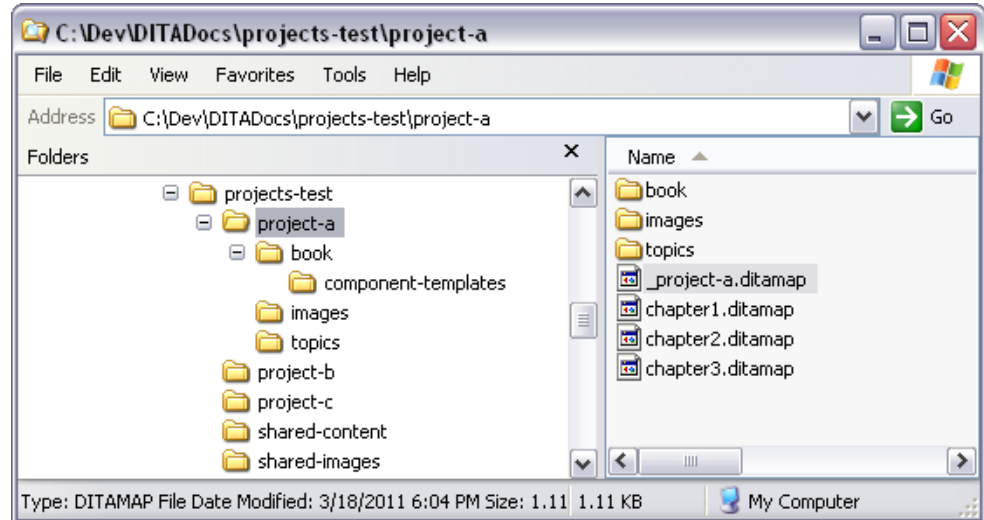 C:\Dev\DITADocs\projects-test\project-a
File Edit View Favorites Tools Help
Address C:\Dev\DITADocs\projects-test\project-a Go
Folders
projects-test
project-a
book
component-templates
images
topics
project-b
project-c
shared-content
shared-images
Name
book
images
topics
_project-a.ditamap
chapter1.ditamap
chapter2.ditamap
chapter3.ditamap
Type: DITAMAP File Date Modified: 3/18/2011 6:04 PM Size: 1.11 1.11 KB My Computer